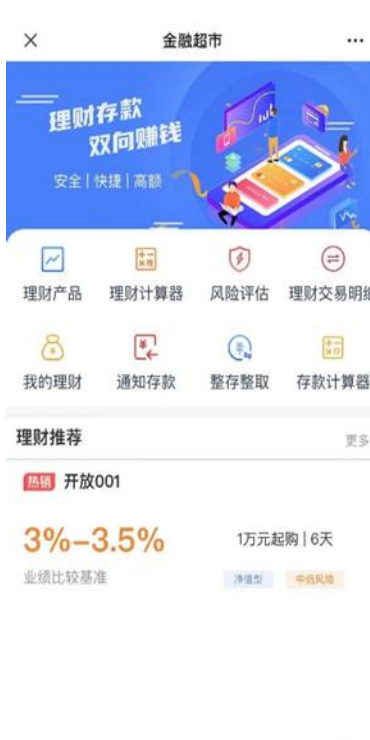 金融超市
理财存款
双向赚钱
安全 | 快捷 | 高额
理财产品 理财计算器 风险评估 理财交易明细
我的理财 通知存款 整存整取 存款计算器
理财推荐 更多
热销 开放001
3%-3.5% 1万元起购 | 6天
业绩比较基准 净值型 中低风险